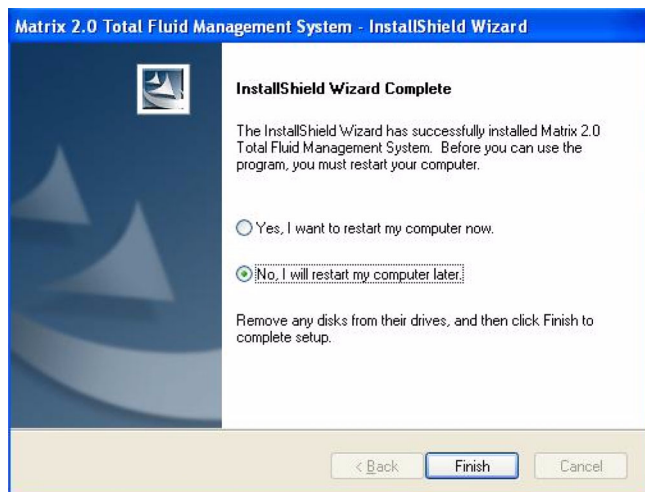 Matrix 2.0 Total Fluid Management System - InstallShield Wizard
InstallShield Wizard Complete
The InstallShield Wizard has successfully installed Matrix 2.0
Total Fluid Management System. Before you can use the
program, you must restart your computer.
Yes, I want to restart my computer now.
No, I will restart my computer later.
Remove any disks from their drives, and then click Finish to
complete setup.
< Back
Finish
Cancel